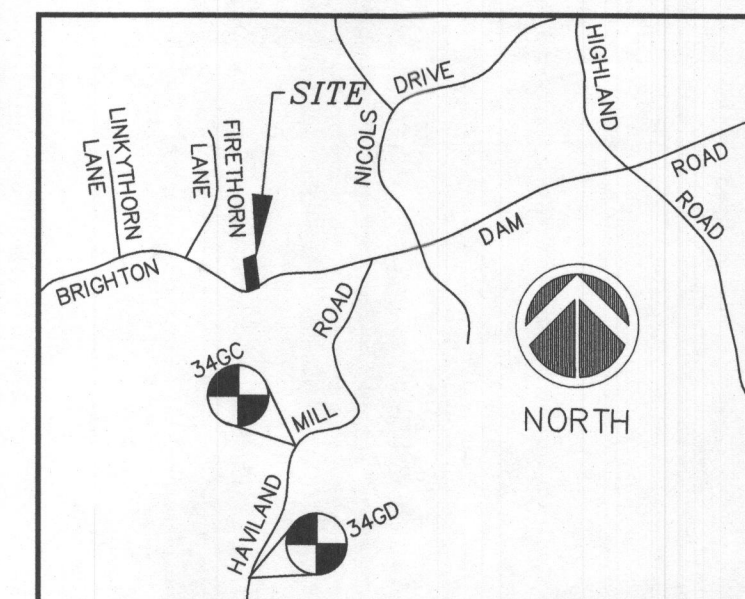 SITE
DRIVE
NICOLS
HIGHLAND
ROAD
LINKYTHORN
LANE
FIRETHORN
LANE
BRIGHTON
DAM
ROAD
ROAD
34GC
MILL
NORTH
HAVILAND
34GD